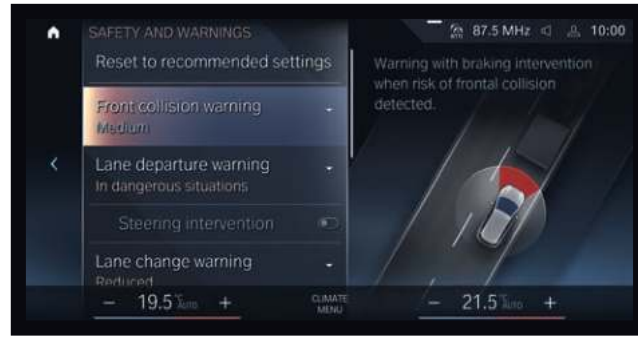 SAFETY AND WARNINGS
87.5 MHz
10:00
Reset to recommended settings
Front collision warning
Medium
Lane departure warning
In dangerous situations
Steering intervention
Lane change warning
Reduced
Warning with braking intervention
when risk of frontal collision
detected.
− 19.5 °C AUTO +
CLIMATE
MENU
− 21.5 °C AUTO +